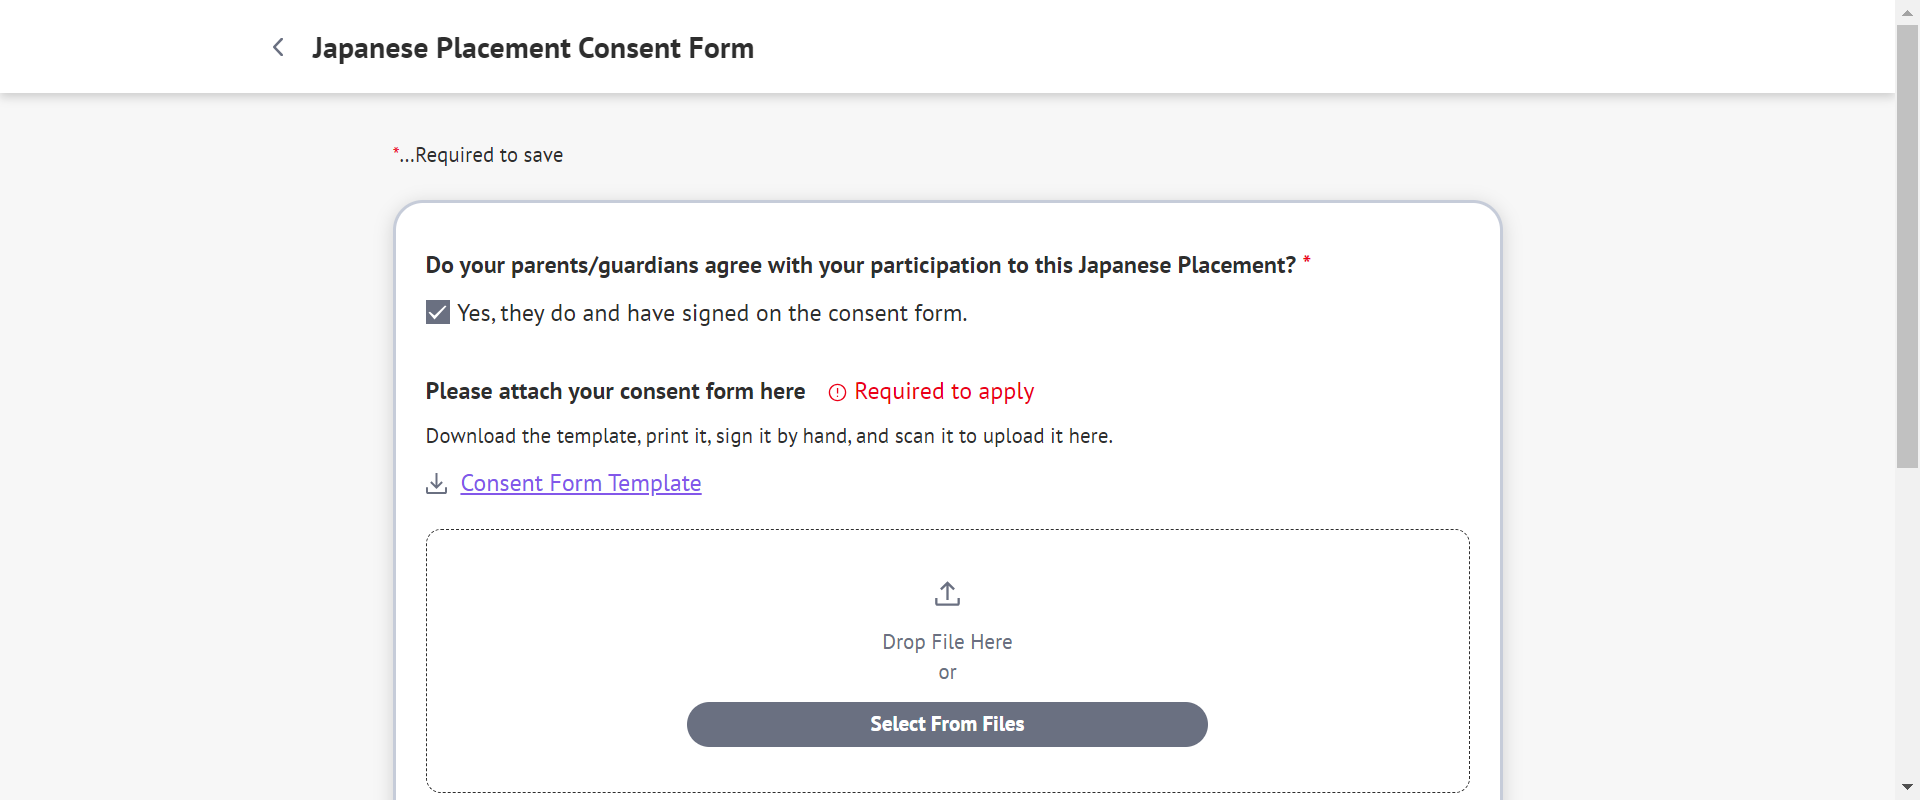 Japanese Placement Consent Form
*...Required to save
Do your parents/guardians agree with your participation to this Japanese Placement? *
Yes, they do and have signed on the consent form.
Please attach your consent form here Required to apply
Download the template, print it, sign it by hand, and scan it to upload it here.
Consent Form Template
Drop File Here
or
Select From Files